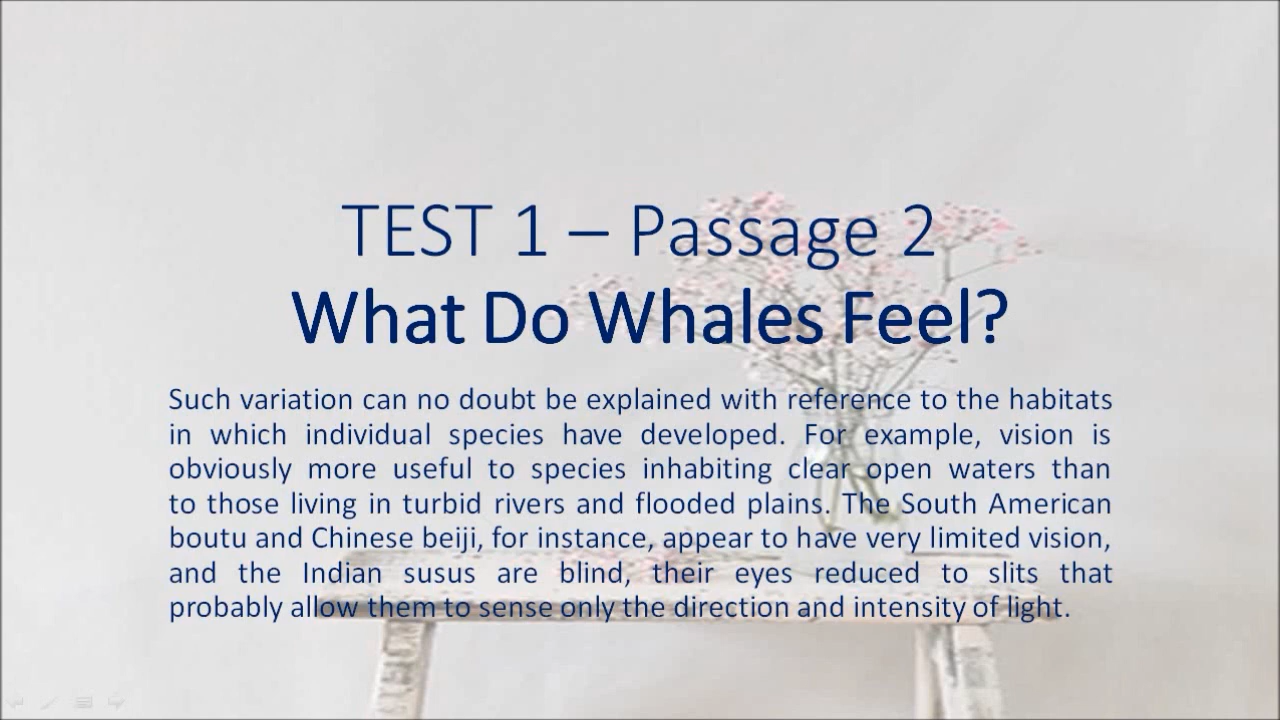 TEST 1 – Passage 2
What Do Whales Feel?
Such variation can no doubt be explained with reference to the habitats
in which individual species have developed. For example, vision is
obviously more useful to species inhabiting clear open waters than
to those living in turbid rivers and flooded plains. The South American
boutu and Chinese beiji, for instance, appear to have very limited vision,
and the Indian susus are blind, their eyes reduced to slits that
probably allow them to sense only the direction and intensity of light.